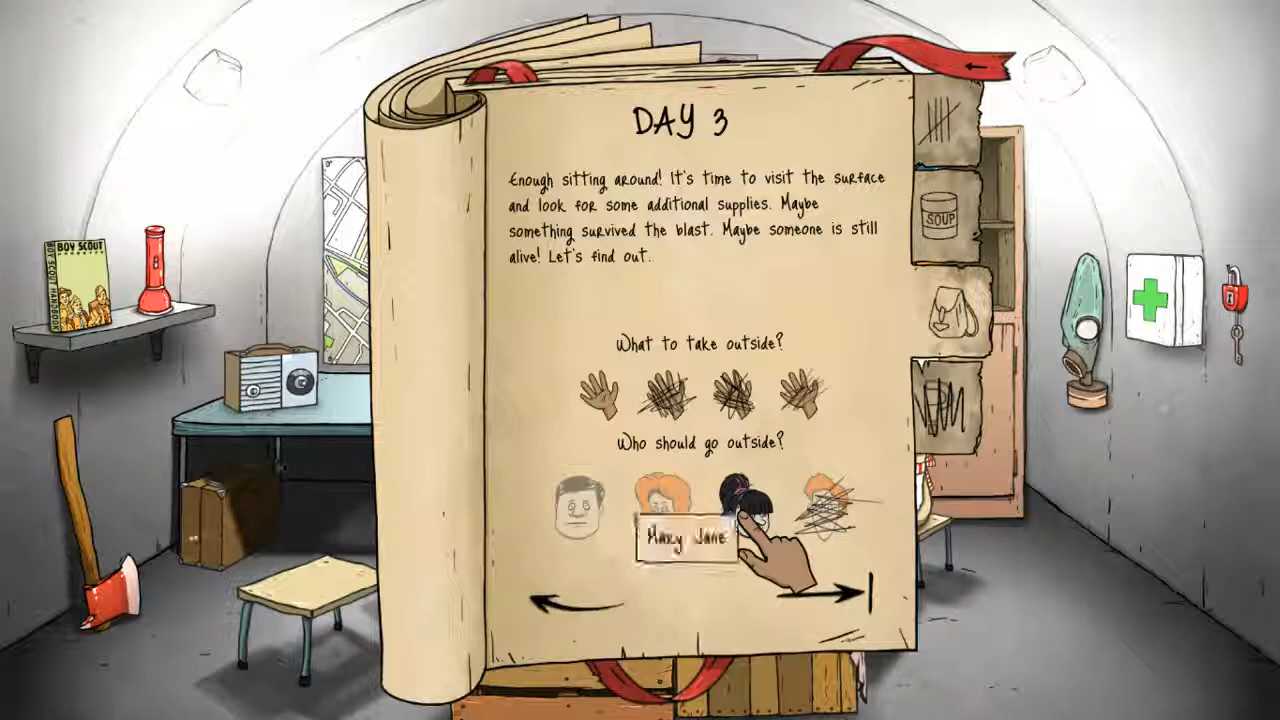 DAY 3
Enough sitting around! It's time to visit the surface
and look for some additional supplies. Maybe
something survived the blast. Maybe someone is still
alive! Let's find out.
What to take outside?
Who should go outside?
Mary Jane
SOUP
BOY SCOUT
BOY SCOUT HANDBOOK